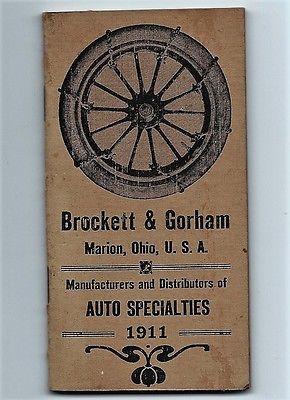 Brockett & Gorham
Marion, Ohio, U. S. A.
Manufacturers and Distributors of
AUTO SPECIALTIES
1911